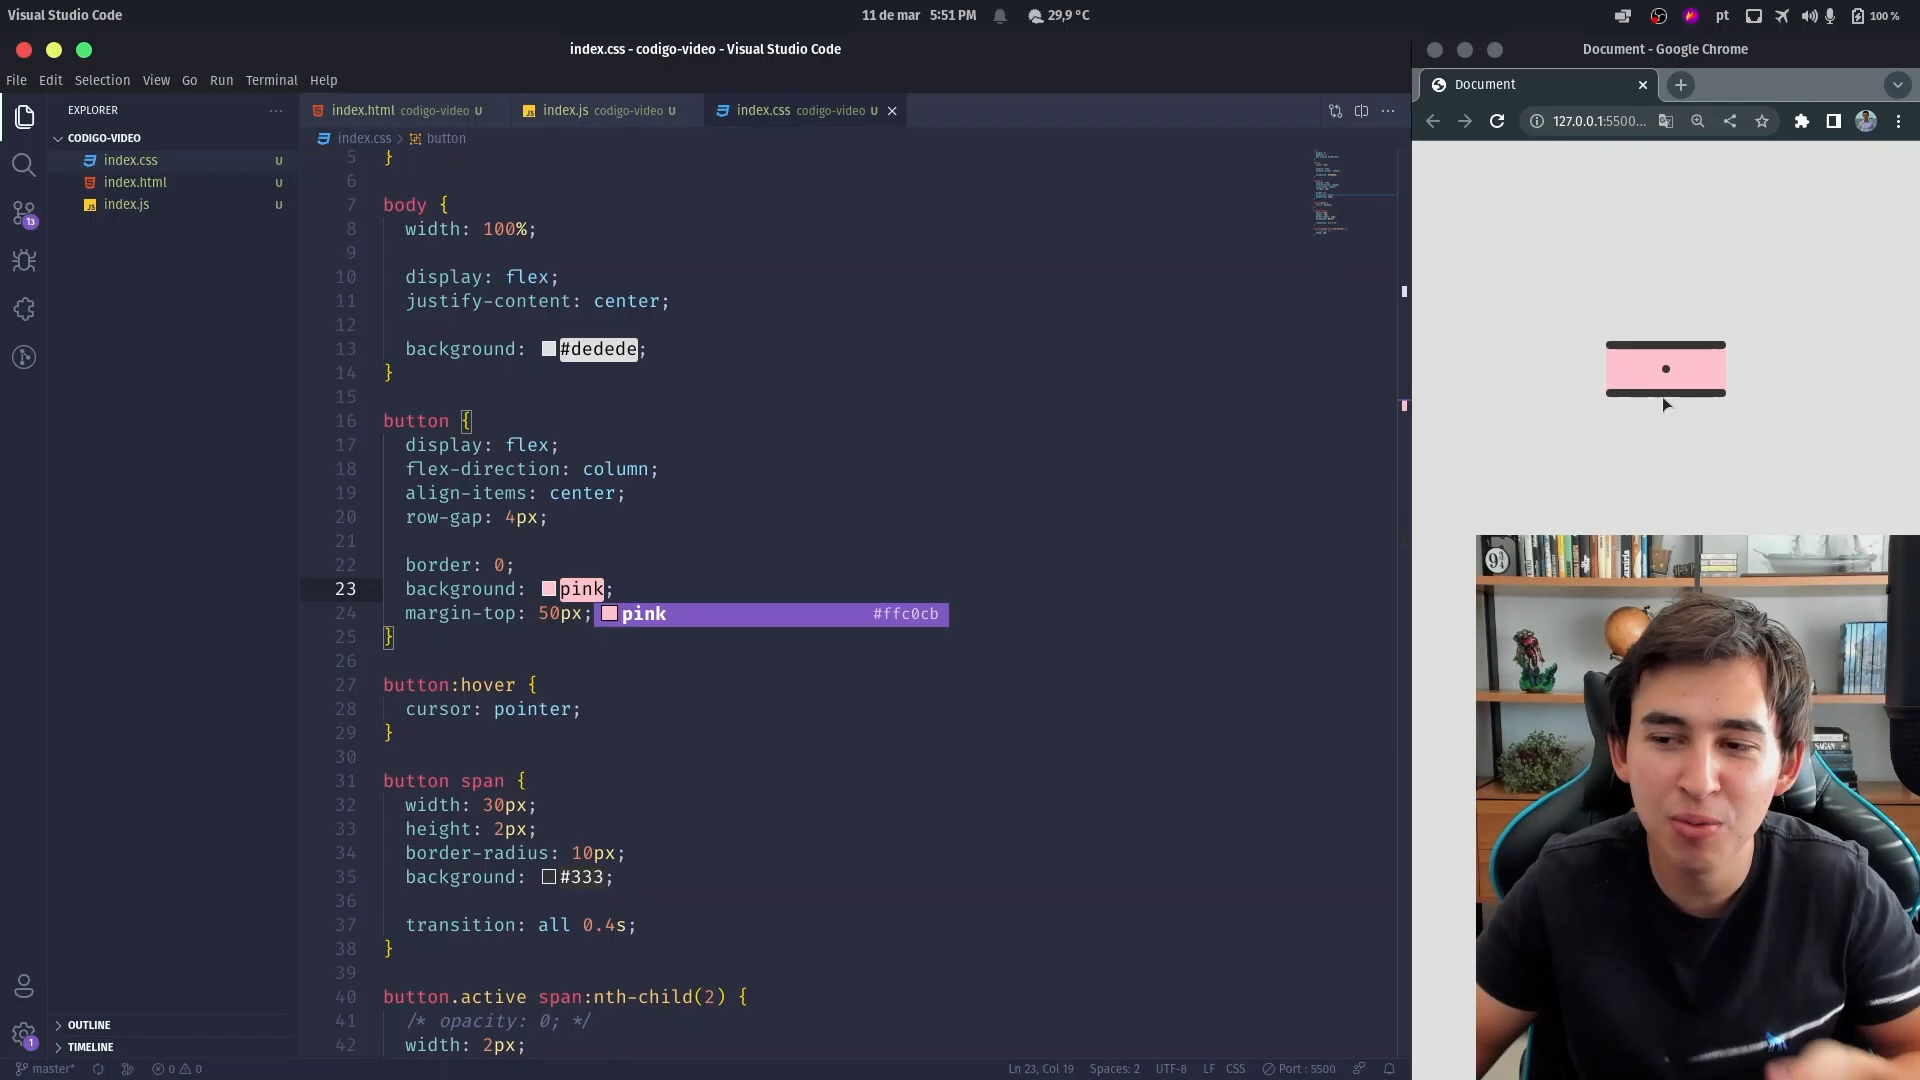 Visual Studio Code
11 de mar 5:51 PM
29,9 °C
pt
100 %
index.css - codigo-video - Visual Studio Code
File Edit Selection View Go Run Terminal Help
EXPLORER
CODIGO-VIDEO
index.css U
index.html U
index.js U
13
OUTLINE
TIMELINE
1
index.html codigo-video U
index.js codigo-video U
index.css codigo-video U
index.css > button
5 }
6
7 body {
8 width: 100%;
9
10 display: flex;
11 justify-content: center;
12
13 background: #dedede;
14 }
15
16 button {
17 display: flex;
18 flex-direction: column;
19 align-items: center;
20 row-gap: 4px;
21
22 border: 0;
23 background: pink;
24 margin-top: 50px;
pink #ffc0cb
25 }
26
27 button:hover {
28 cursor: pointer;
29 }
30
31 button span {
32 width: 30px;
33 height: 2px;
34 border-radius: 10px;
35 background: #333;
36
37 transition: all 0.4s;
38 }
39
40 button.active span:nth-child(2) {
41 /* opacity: 0; */
42 width: 2px;
master* 0 0
Ln 23, Col 19 Spaces: 2 UTF-8 LF CSS Port : 5500
Document - Google Chrome
Document
127.0.0.1:5500...
9 3/4
SAGAN